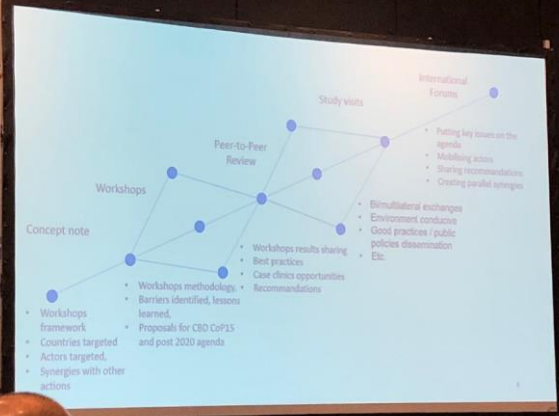 International
Forums
Study visits
• Putting key issues on the
agenda
• Mobilising actors
• Sharing recommendations
• Creating parallel synergies
Peer-to-Peer
Review
Workshops
• Bi/multilateral exchanges
• Environment conducive
• Good practices / public
policies dissemination
• Etc.
Concept note
• Workshops results sharing
• Best practices
• Case clinics opportunities
• Recommendations
• Workshops methodology,
• Barriers identified, lessons
learned,
• Proposals for CBD CoP15
and post 2020 agenda
• Workshops
framework
• Countries targeted
• Actors targeted,
• Synergies with other
actions